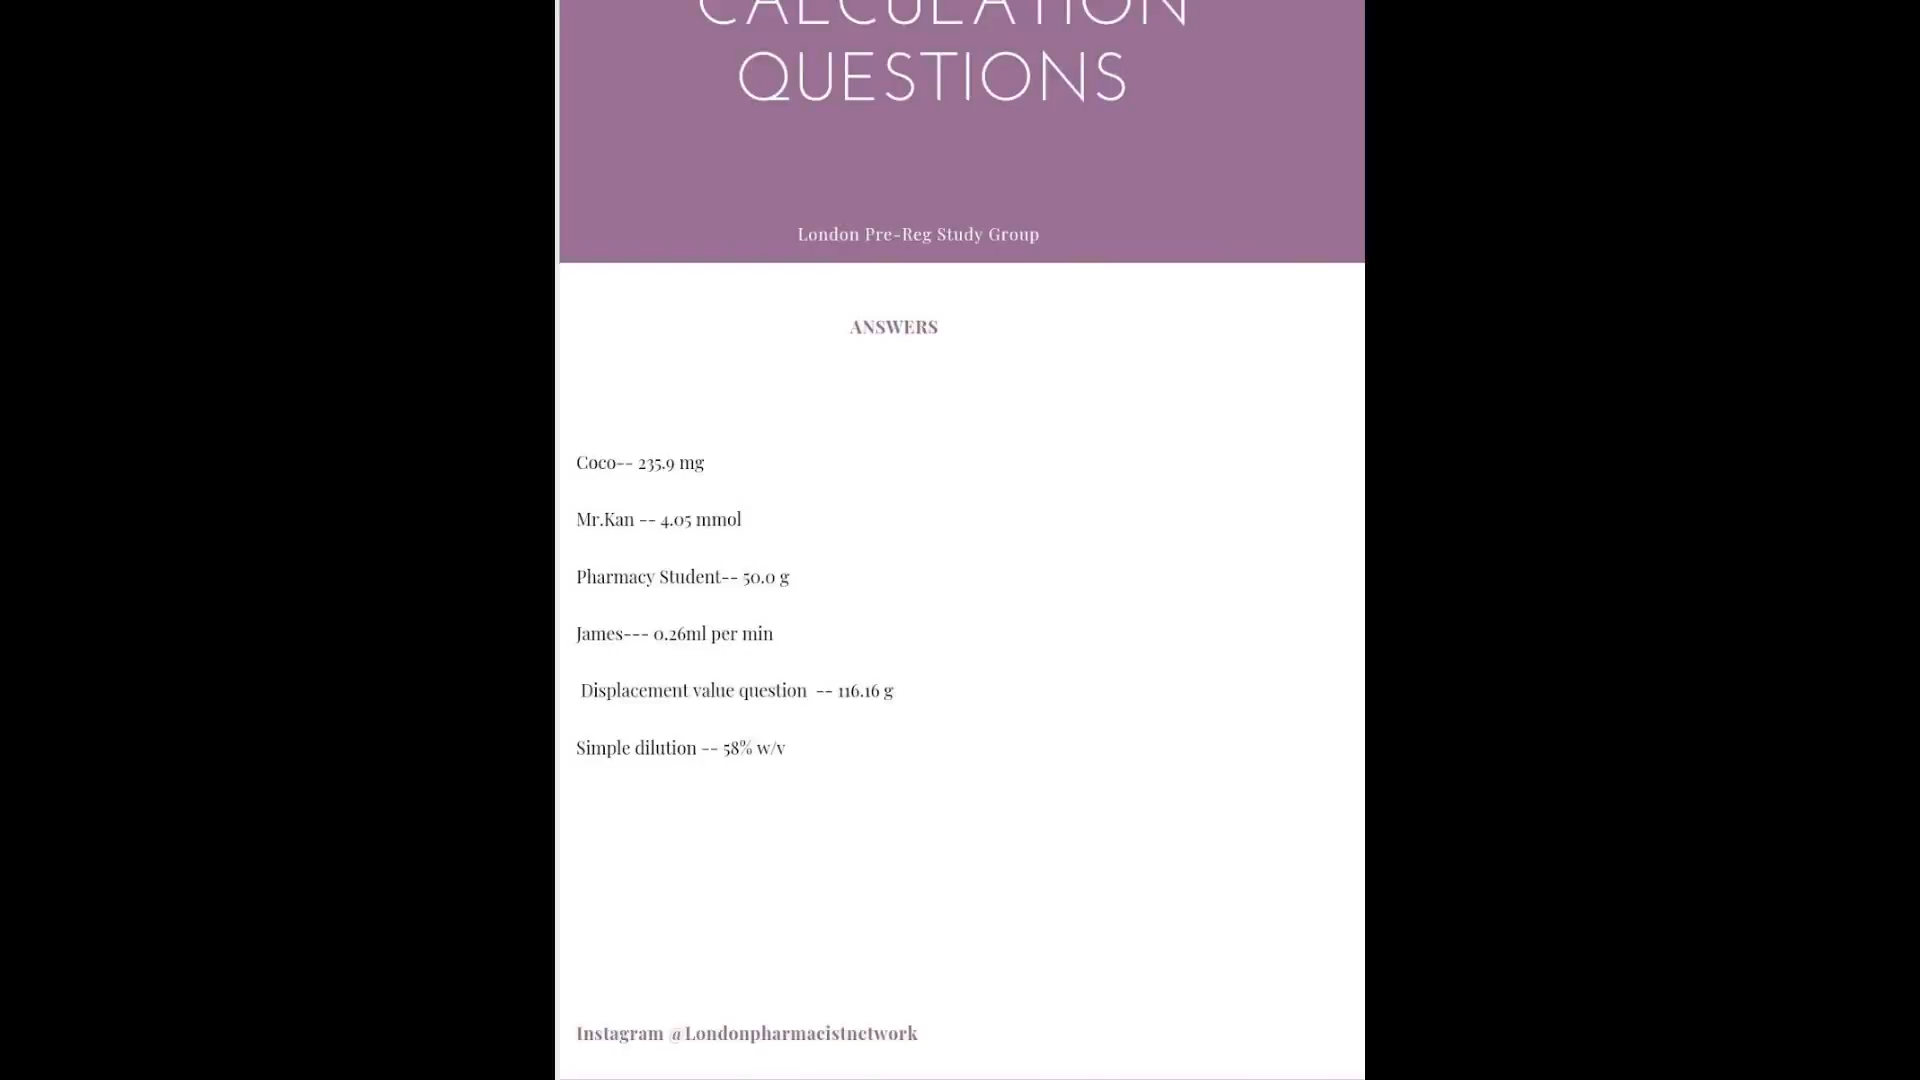 CALCULATION
QUESTIONS
London Pre-Reg Study Group
ANSWERS
Coco-- 235.9 mg
Mr.Kan -- 4.05 mmol
Pharmacy Student-- 50.0 g
James--- 0.26ml per min
Displacement value question -- 116.16 g
Simple dilution -- 58% w/v
Instagram @Londonpharmacistnetwork